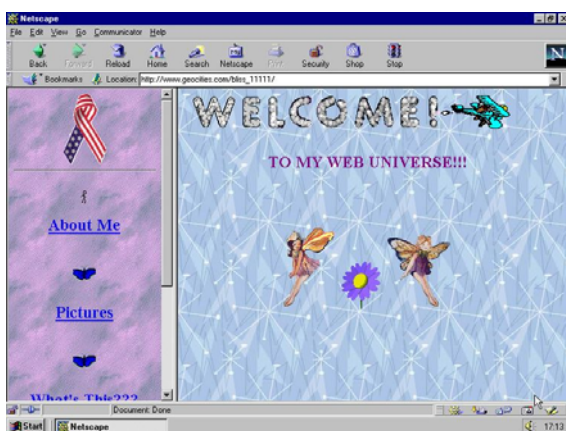 Netscape
File Edit View Go Communicator Help
Back Forward Reload Home Search Netscape Print Security Shop Stop
N
Bookmarks Location: http://www.geocities.com/bliss_11111/
WELCOME!
TO MY WEB UNIVERSE!!!
About Me
Pictures
What's This???
Document: Done
Start Netscape 17:13